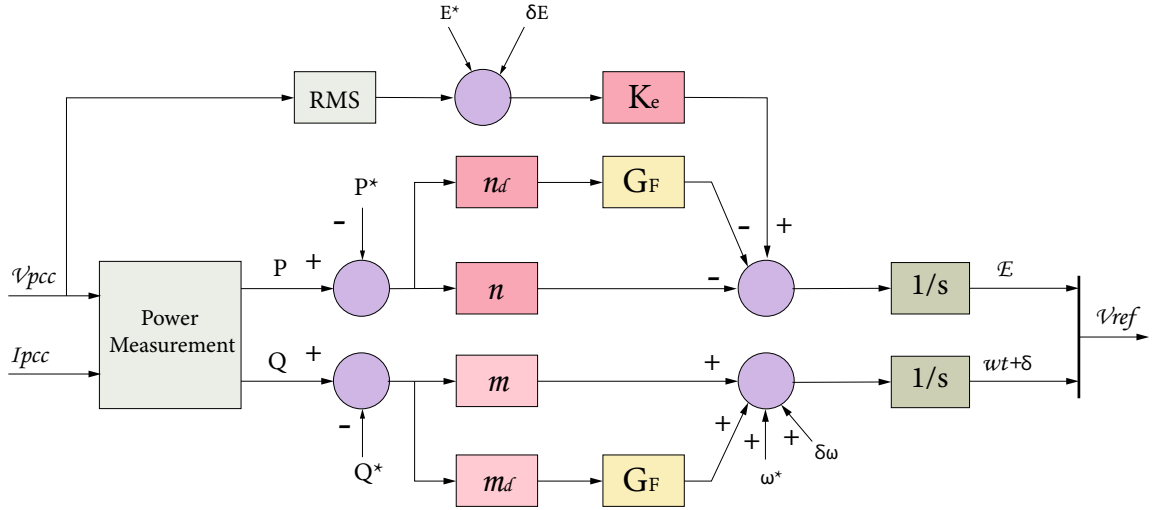 E* δE
RMS
Ke
P*
-
nd
GF
- +
Vpcc
P +
n
-
1/s
E
Power
Measurement
Vref
Ipcc
Q +
m
+
1/s
wt+δ
-
Q*
md
GF
+ + +
ω*
δω